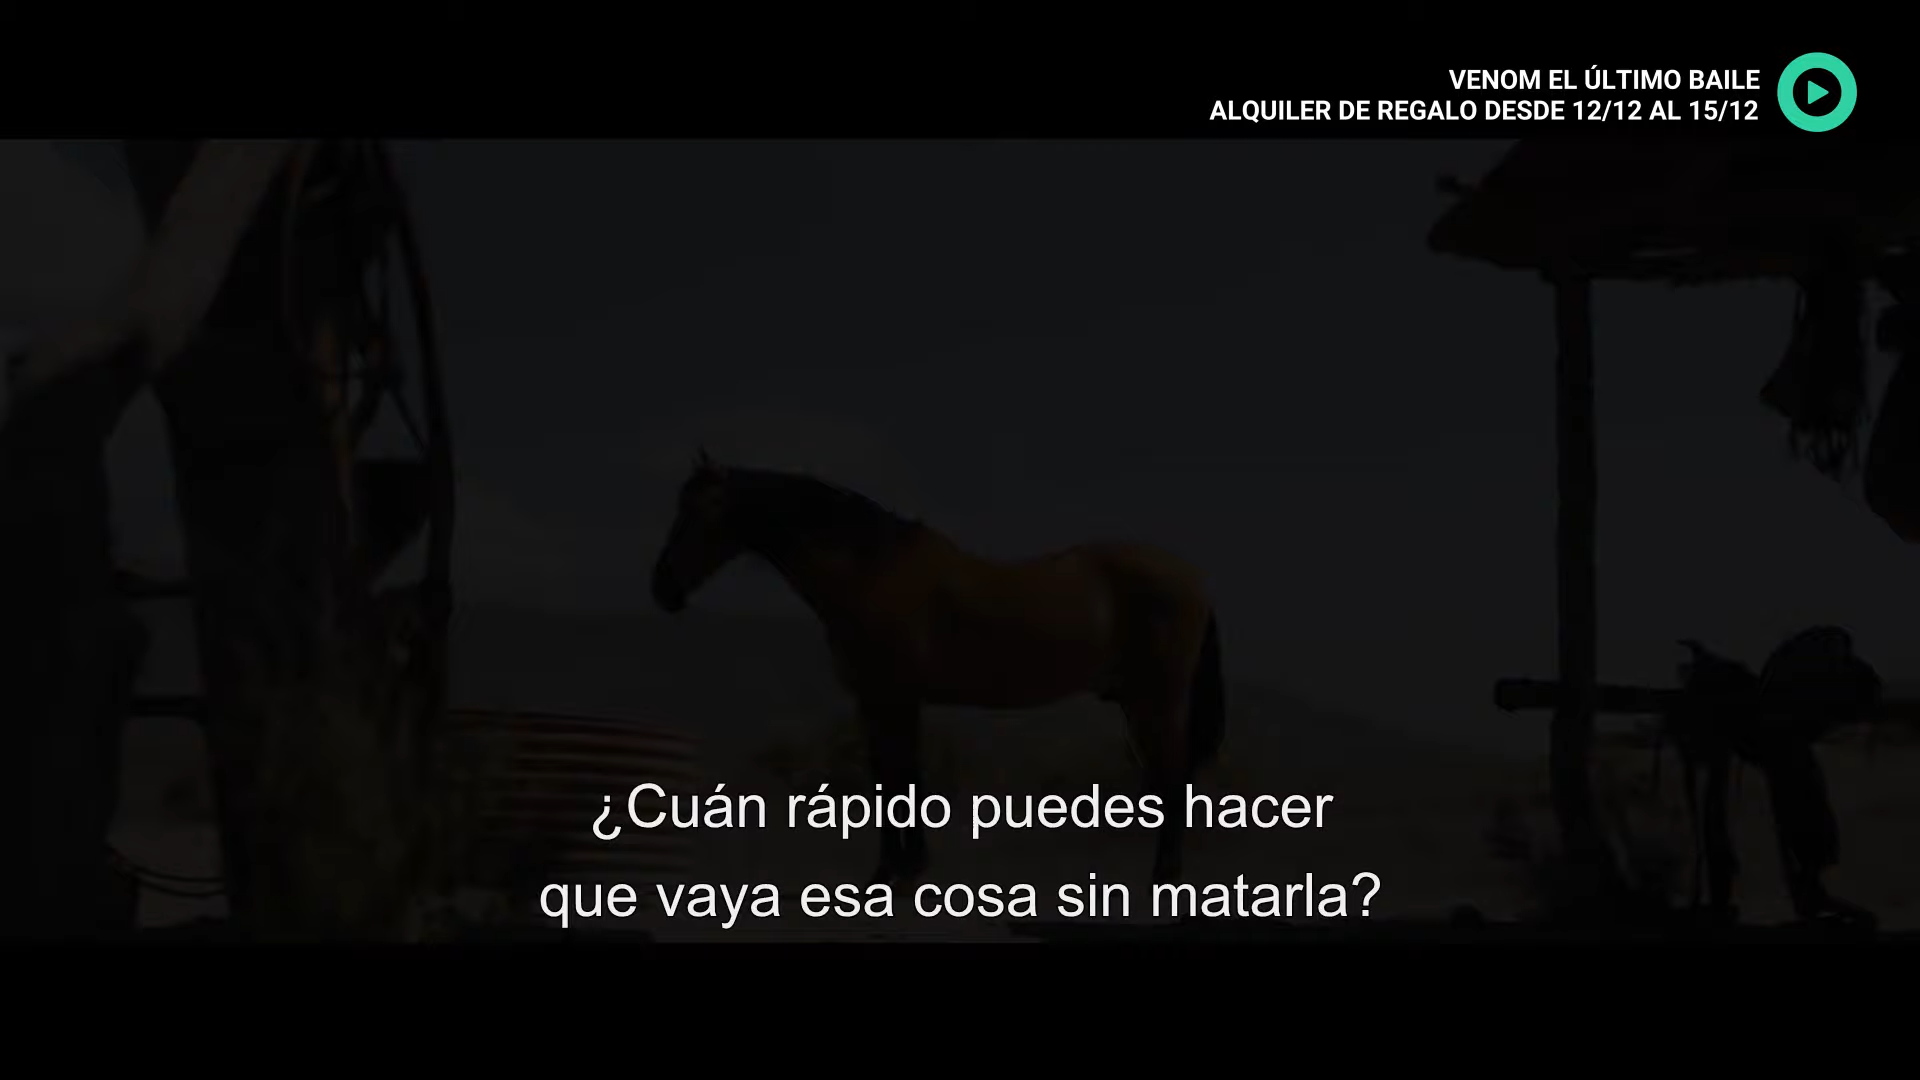 VENOM EL ÚLTIMO BAILE
ALQUILER DE REGALO DESDE 12/12 AL 15/12
¿Cuán rápido puedes hacer
que vaya esa cosa sin matarla?